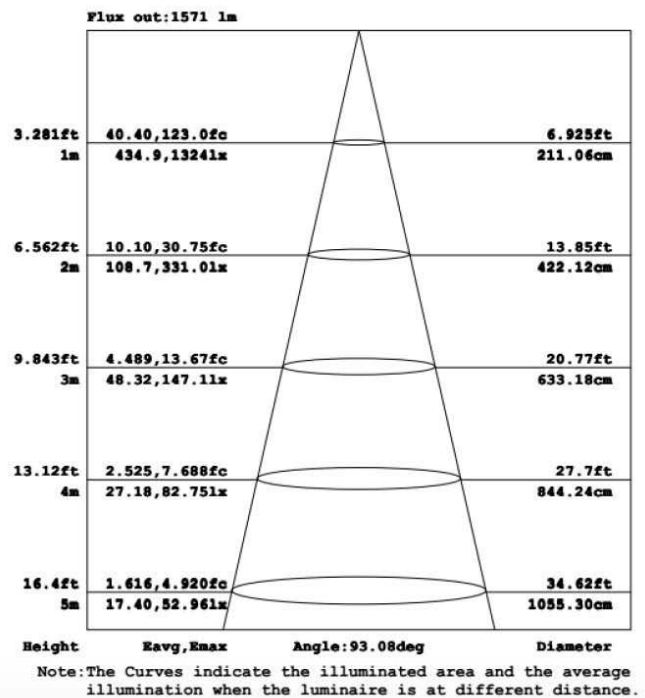 Flux out:1571 lm
3.281ft 40.40,123.0fc 6.925ft
1m 434.9,1324lx 211.06cm
6.562ft 10.10,30.75fc 13.85ft
2m 108.7,331.0lx 422.12cm
9.843ft 4.489,13.67fc 20.77ft
3m 48.32,147.1lx 633.18cm
13.12ft 2.525,7.688fc 27.7ft
4m 27.18,82.75lx 844.24cm
16.4ft 1.616,4.920fc 34.62ft
5m 17.40,52.96lx 1055.30cm
Height Eavg,Emax Angle:93.08deg Diameter
Note:The Curves indicate the illuminated area and the average
illumination when the luminaire is at different distance.